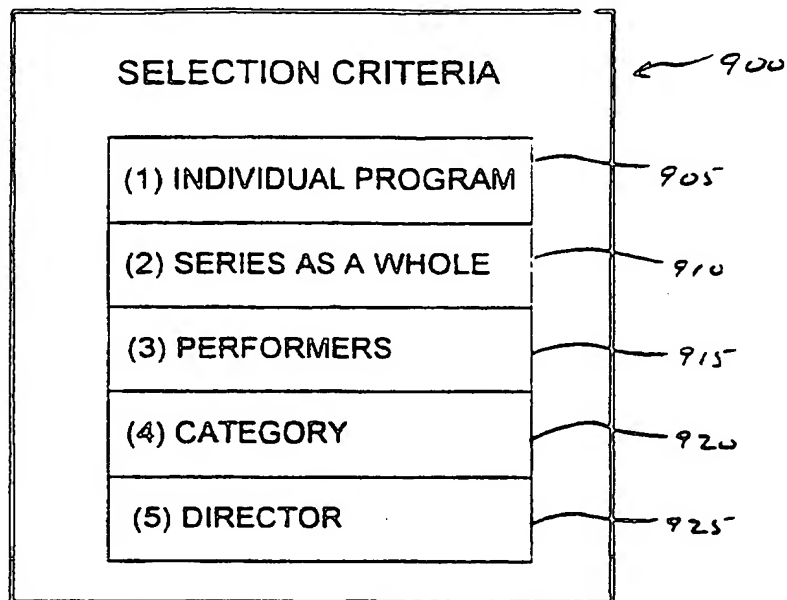 SELECTION CRITERIA
900
(1) INDIVIDUAL PROGRAM
905
(2) SERIES AS A WHOLE
910
(3) PERFORMERS
915
(4) CATEGORY
920
(5) DIRECTOR
925